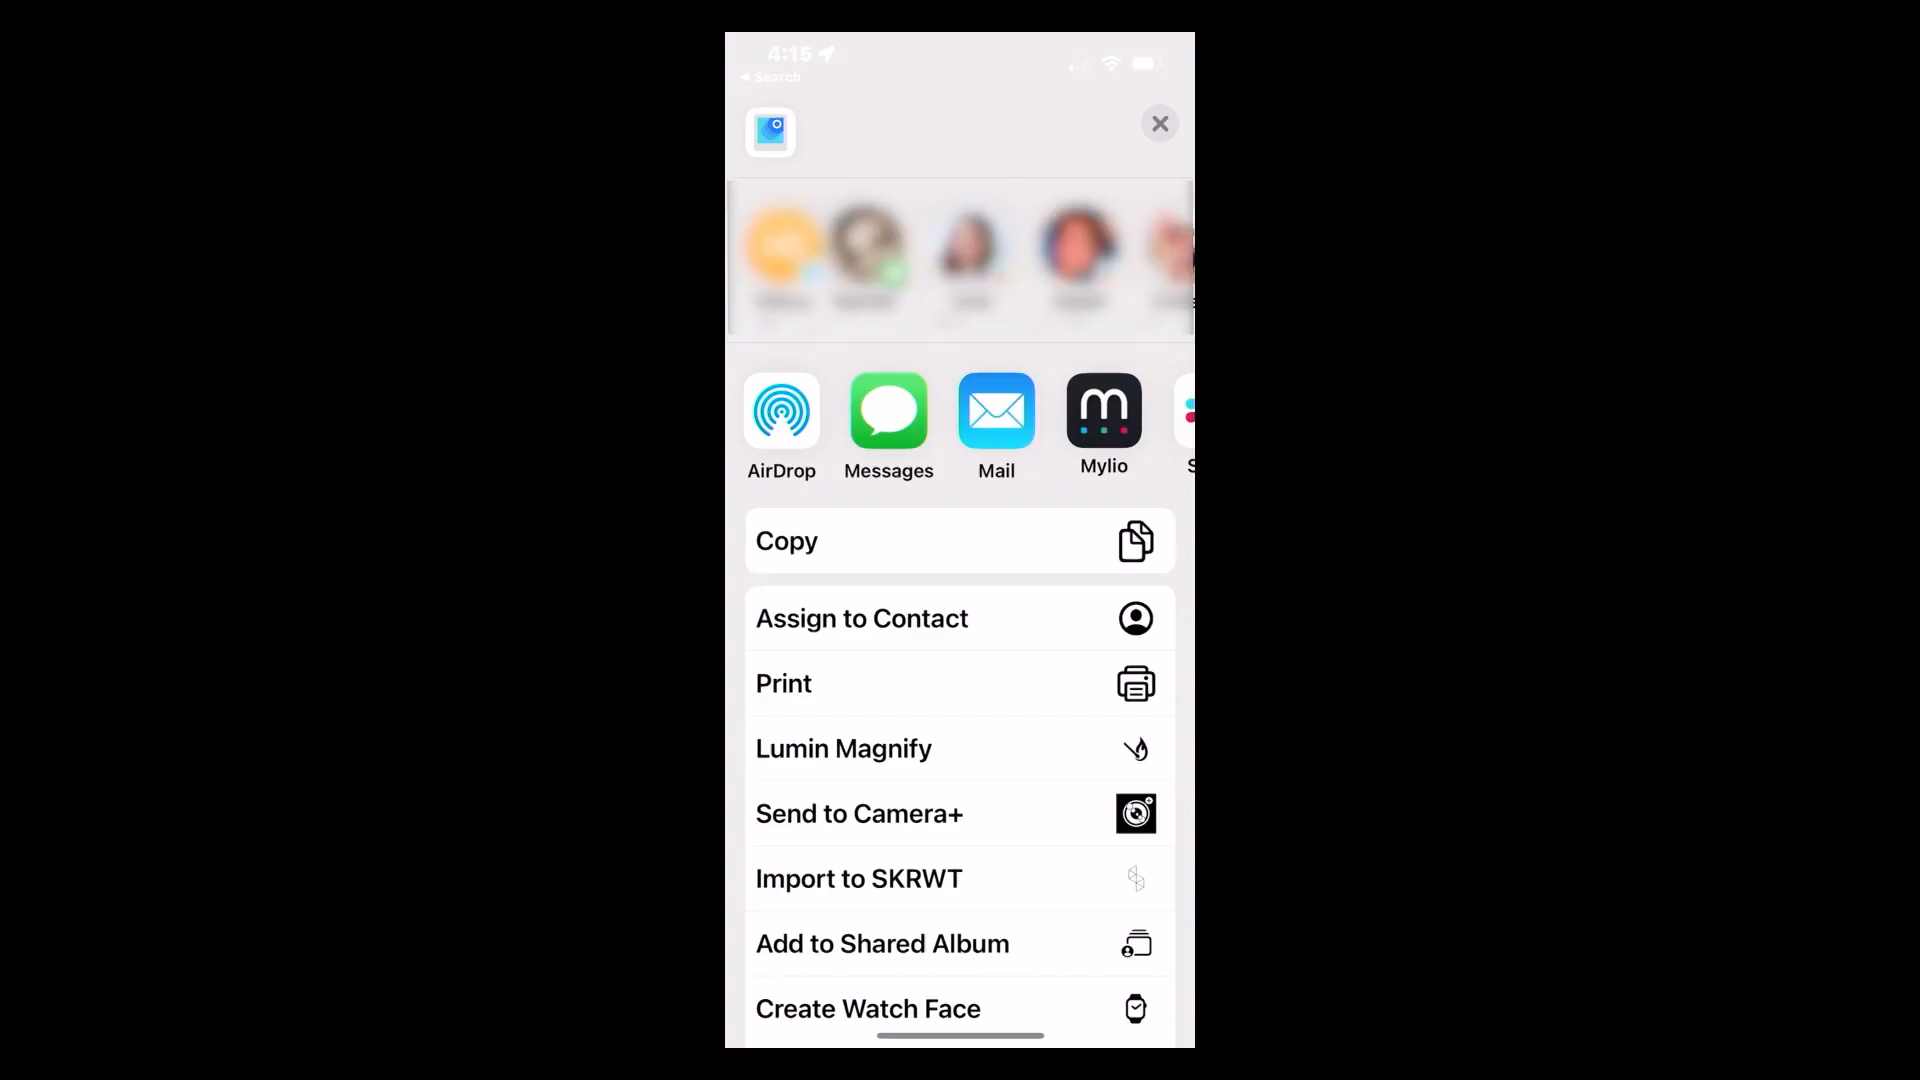 4:15
◀ Search
AirDrop
Messages
Mail
Mylio
S
Copy
Assign to Contact
Print
Lumin Magnify
Send to Camera+
Import to SKRWT
Add to Shared Album
Create Watch Face